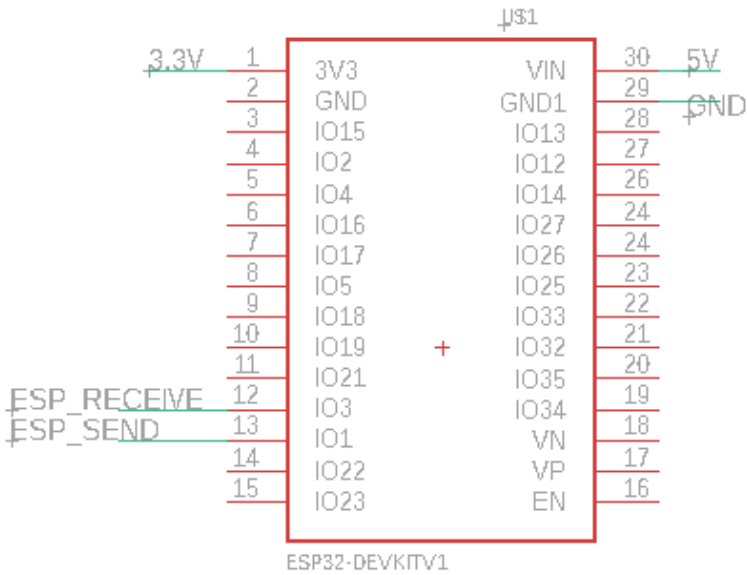 U$1
3.3V 1 3V3 VIN 30 5V
2 GND GND1 29 GND
3 IO15 IO13 28
4 IO2 IO12 27
5 IO4 IO14 26
6 IO16 IO27 24
7 IO17 IO26 24
8 IO5 IO25 23
9 IO18 IO33 22
10 IO19 IO32 21
11 IO21 IO35 20
ESP_RECEIVE 12 IO3 IO34 19
ESP_SEND 13 IO1 VN 18
14 IO22 VP 17
15 IO23 EN 16
ESP32-DEVKITV1